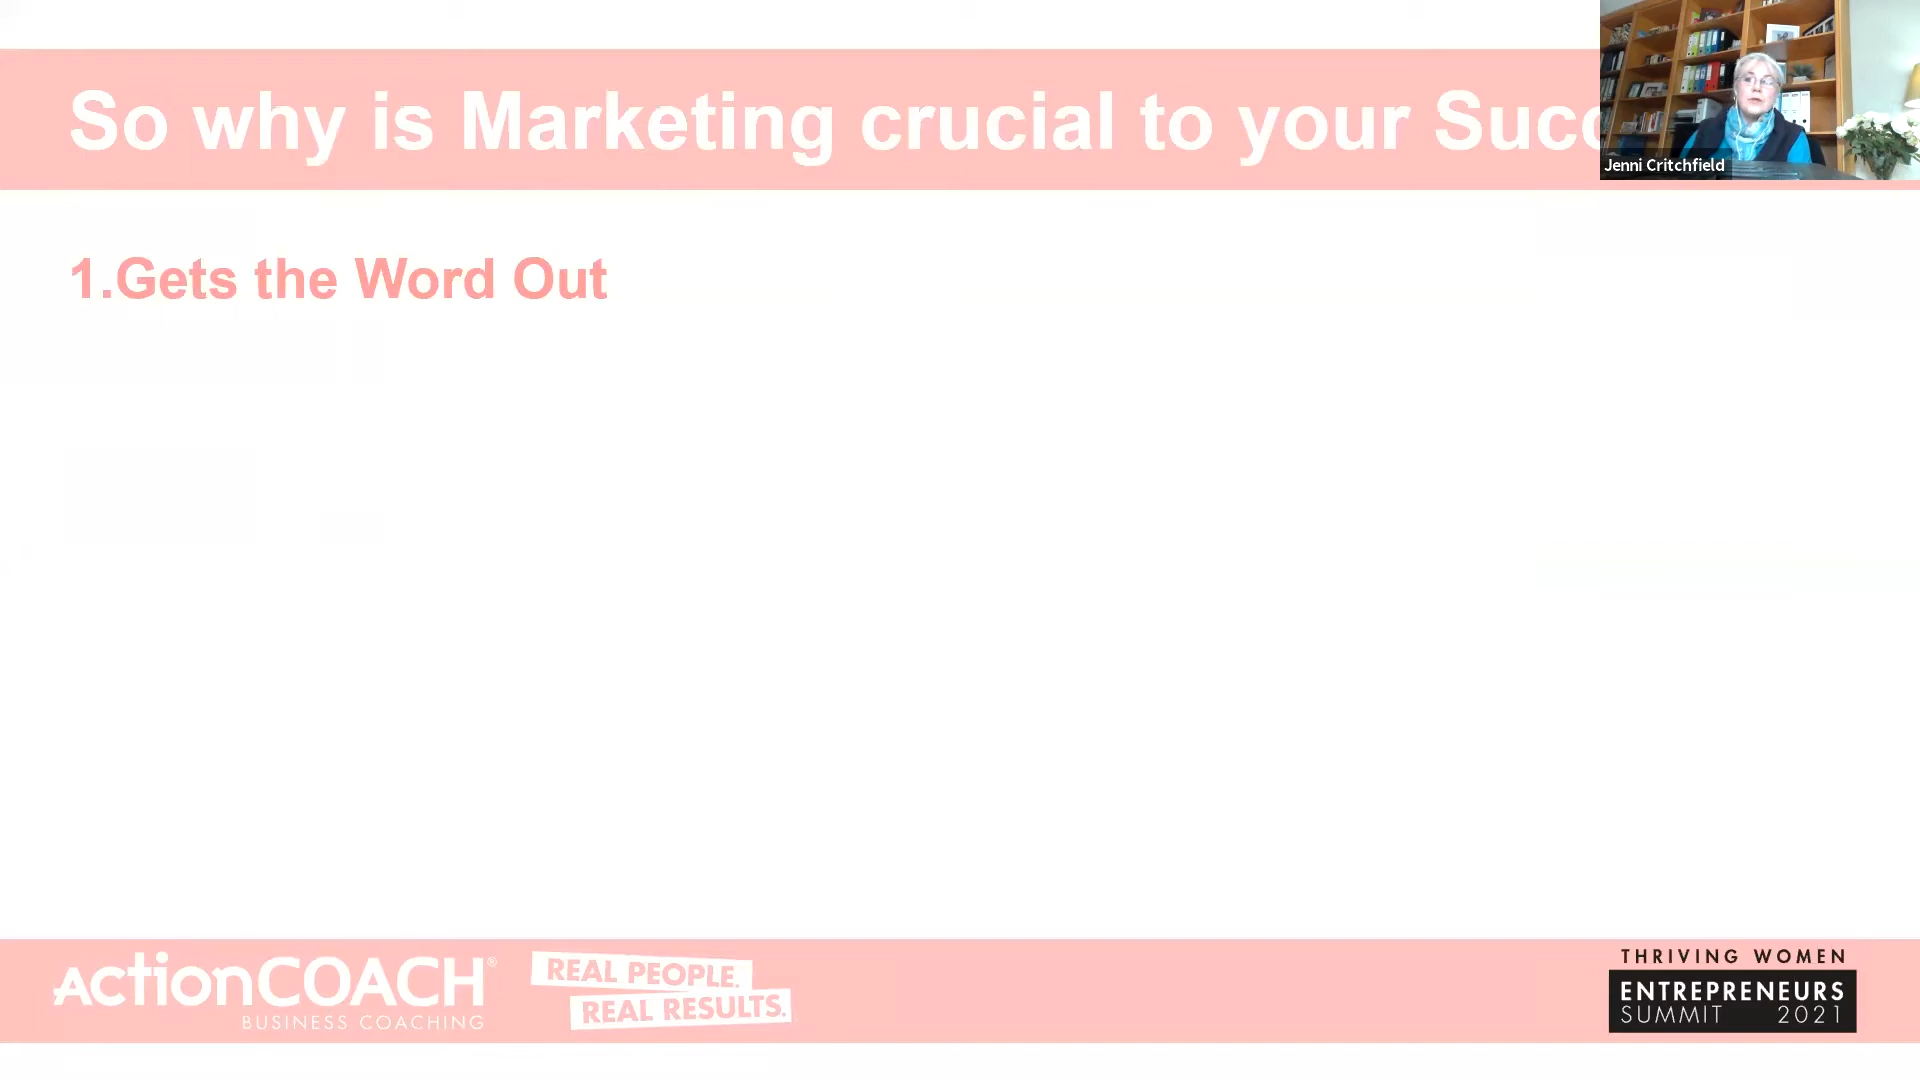 So why is Marketing crucial to your Succ
Jenni Critchfield
1.Gets the Word Out
actionCOACH®
BUSINESS COACHING
REAL PEOPLE.
REAL RESULTS.
THRIVING WOMEN
ENTREPRENEURS
SUMMIT 2021